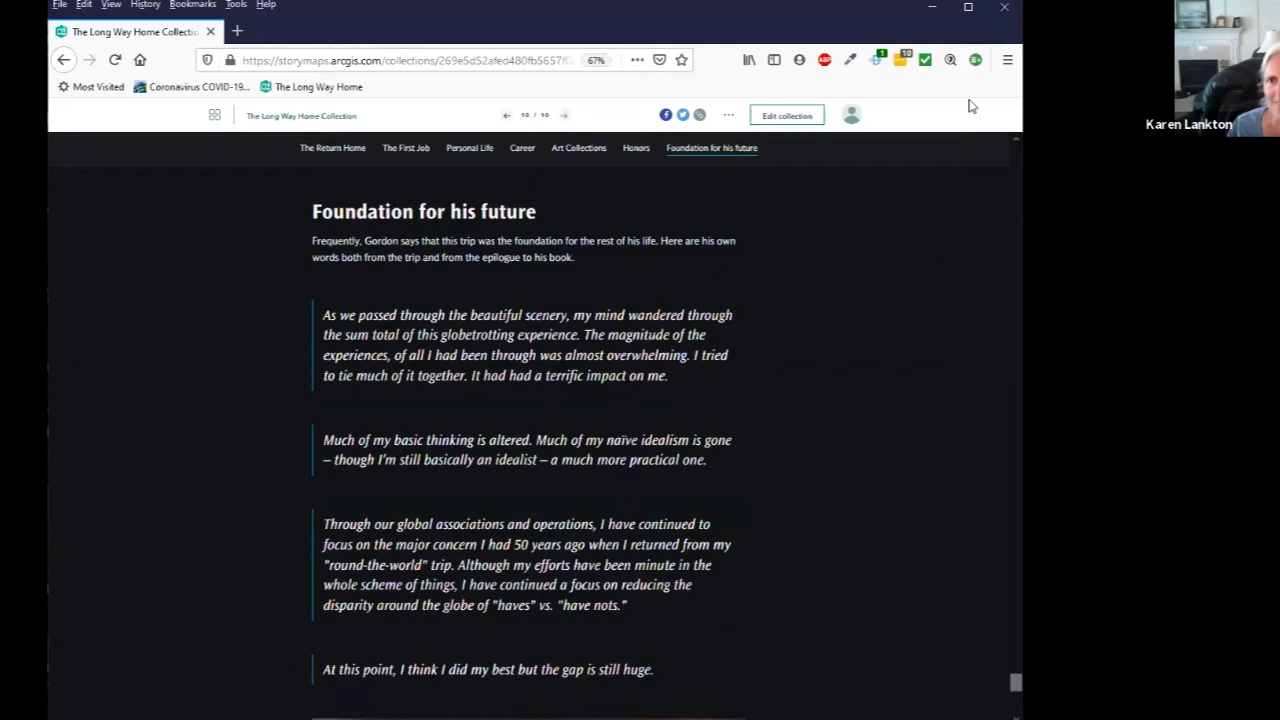 File Edit View History Bookmarks Tools Help
The Long Way Home Collectio
https://storymaps.arcgis.com/collections/269e5d52afed480fb5657f 67%
Most Visited Coronavirus COVID-19... The Long Way Home
The Long Way Home Collection 10 / 10 Edit collection
The Return Home The First Job Personal Life Career Art Collections Honors Foundation for his future
Foundation for his future
Frequently, Gordon says that this trip was the foundation for the rest of his life. Here are his own
words both from the trip and from the epilogue to his book.
As we passed through the beautiful scenery, my mind wandered through
the sum total of this globetrotting experience. The magnitude of the
experiences, of all I had been through was almost overwhelming. I tried
to tie much of it together. It had had a terrific impact on me.
Much of my basic thinking is altered. Much of my naïve idealism is gone
– though I'm still basically an idealist – a much more practical one.
Through our global associations and operations, I have continued to
focus on the major concern I had 50 years ago when I returned from my
"round-the-world" trip. Although my efforts have been minute in the
whole scheme of things, I have continued a focus on reducing the
disparity around the globe of "haves" vs. "have nots."
At this point, I think I did my best but the gap is still huge.
Karen Lankton